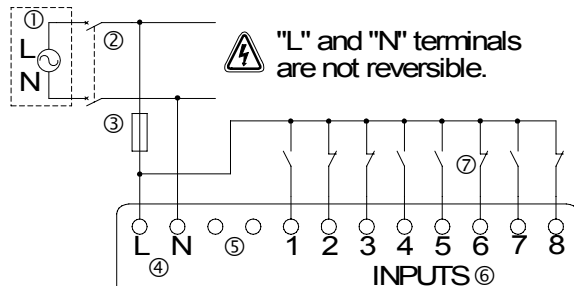 ①
L
N
②
"L" and "N" terminals
are not reversible.
③
⑦
L N 1 2 3 4 5 6 7 8
④ ⑤
INPUTS ⑥